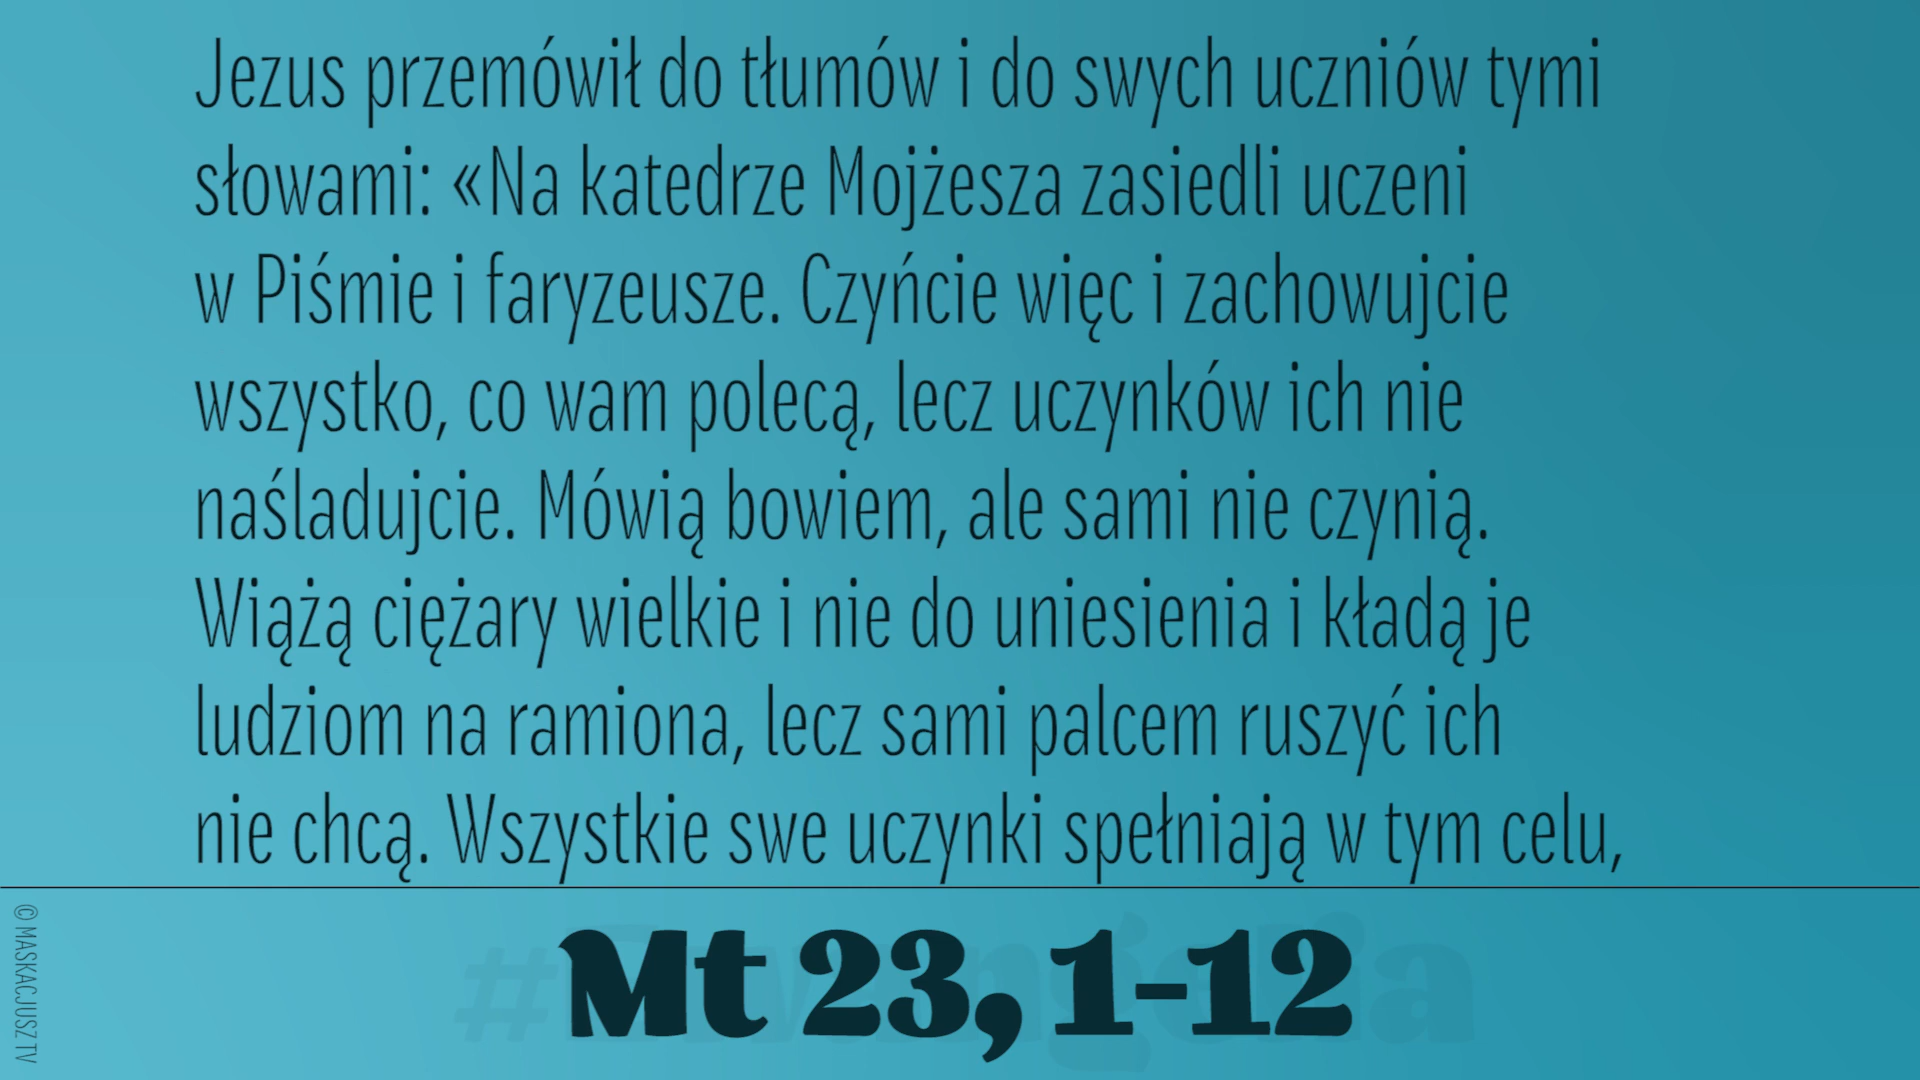 Jezus przemówił do tłumów i do swych uczniów tymi
słowami: «Na katedrze Mojżesza zasiedli uczeni
w Piśmie i faryzeusze. Czyńcie więc i zachowujcie
wszystko, co wam polecą, lecz uczynków ich nie
naśladujcie. Mówią bowiem, ale sami nie czynią.
Wiążą ciężary wielkie i nie do uniesienia i kładą je
ludziom na ramiona, lecz sami palcem ruszyć ich
nie chcą. Wszystkie swe uczynki spełniają w tym celu,
Mt 23, 1-12
© MASKACJUSZ TV